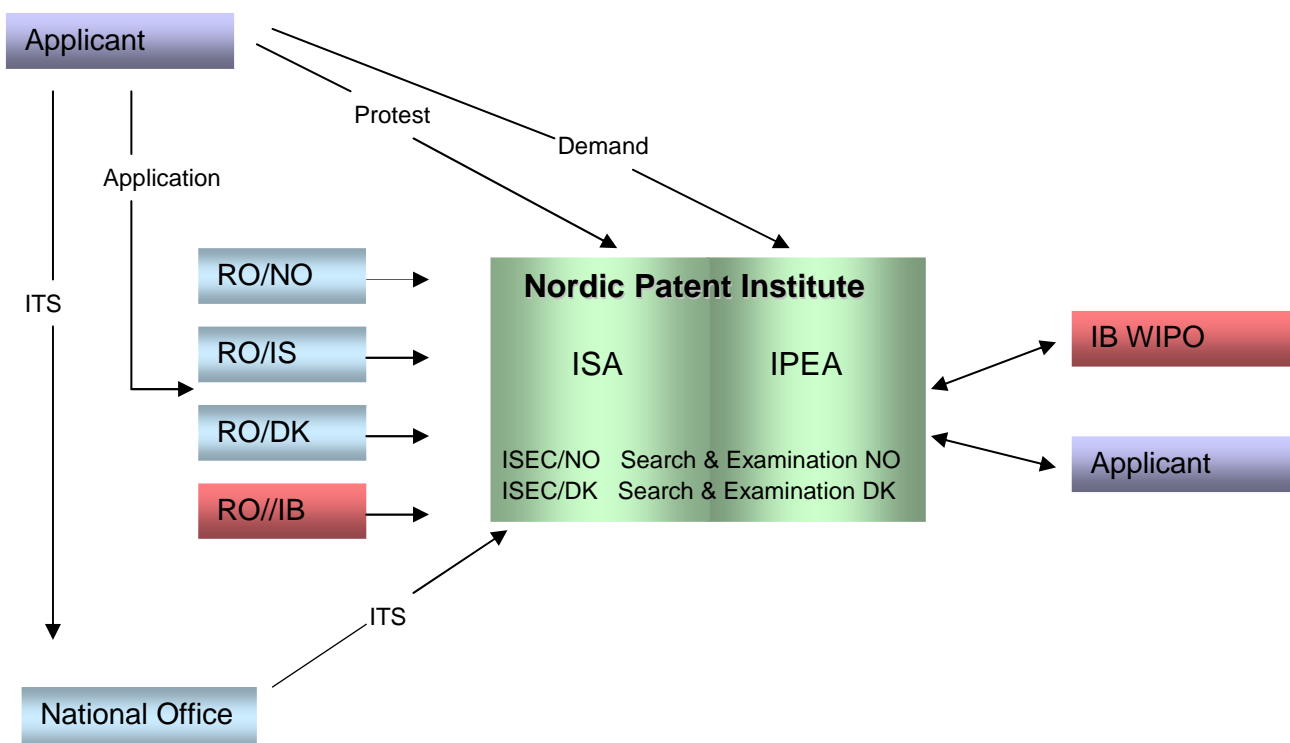 Applicant
Protest
Demand
Application
RO/NO
Nordic Patent Institute
ITS
IB WIPO
RO/IS
ISA
IPEA
RO/DK
ISEC/NO Search & Examination NO
Applicant
ISEC/DK Search & Examination DK
RO//IB
ITS
National Office